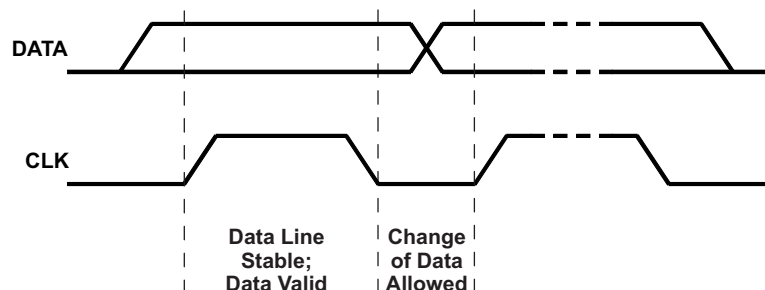 DATA
CLK
Data Line
Stable;
Data Valid
Change
of Data
Allowed